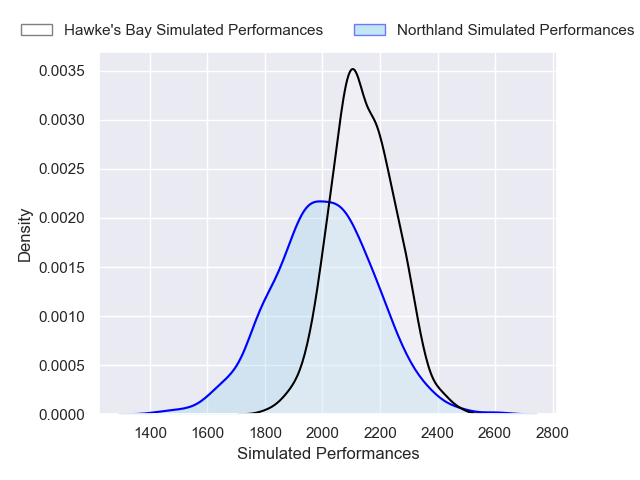 Hawke's Bay Simulated Performances Northland Simulated Performances
0.0035
0.0030
0.0025
0.0020
0.0015
0.0010
0.0005
0.0000
Density
1400 1600 1800 2000 2200 2400 2600 2800
Simulated Performances